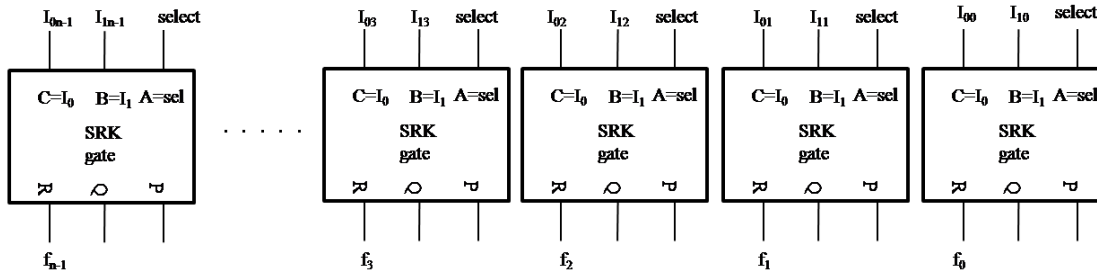 I₀ₙ₋₁ I₁ₙ₋₁ select I₀₃ I₁₃ select I₀₂ I₁₂ select I₀₁ I₁₁ select I₀₀ I₁₀ select
C=I₀ B=I₁ A=sel C=I₀ B=I₁ A=sel C=I₀ B=I₁ A=sel C=I₀ B=I₁ A=sel C=I₀ B=I₁ A=sel
SRK . . . . . SRK SRK SRK SRK
gate gate gate gate gate
R Q P R Q P R Q P R Q P R Q P
fₙ₋₁ f₃ f₂ f₁ f₀